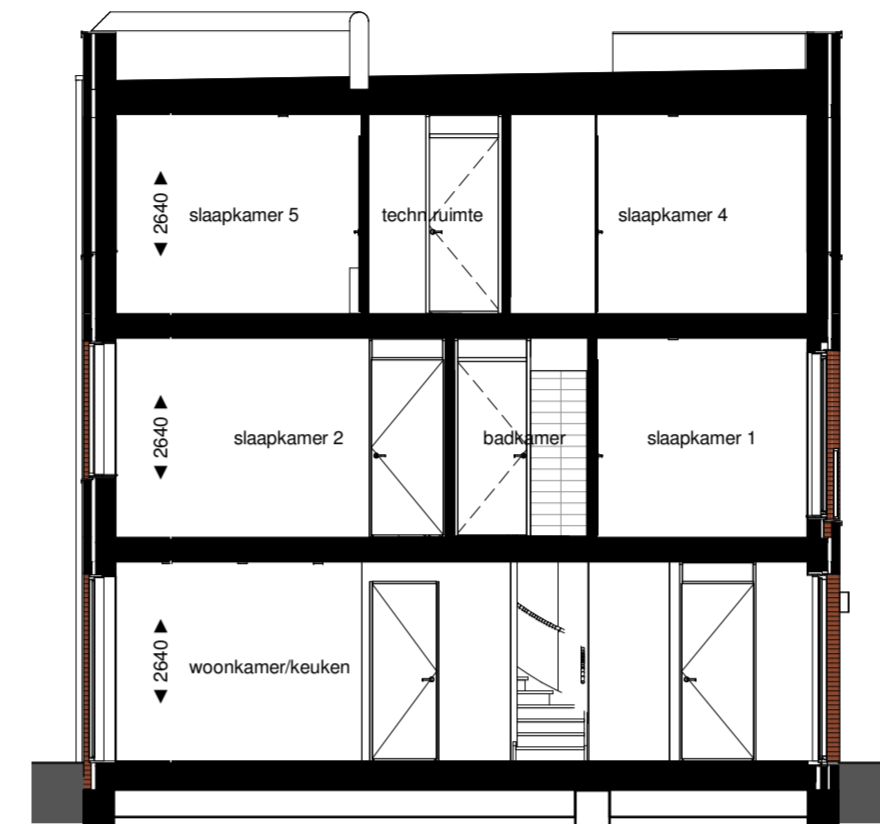 2640
slaapkamer 5
techn.ruimte
slaapkamer 4
2640
slaapkamer 2
badkamer
slaapkamer 1
2640
woonkamer/keuken